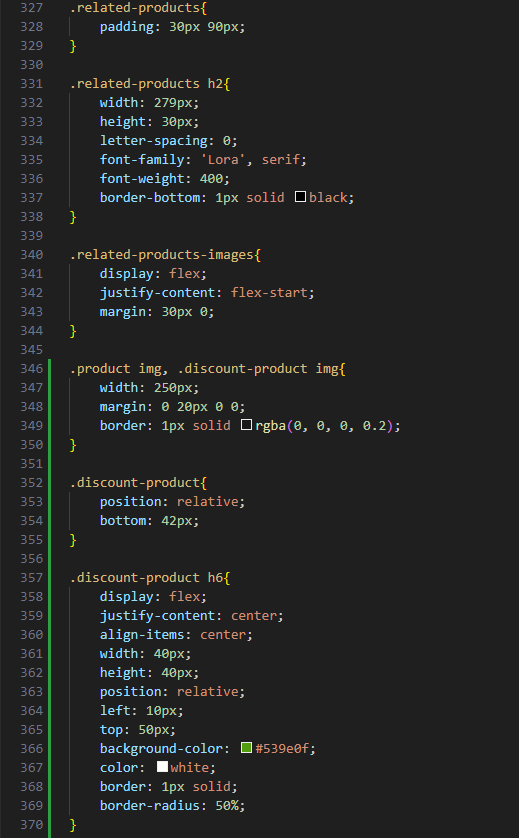 327 .related-products{
328     padding: 30px 90px;
329 }
330
331 .related-products h2{
332     width: 279px;
333     height: 30px;
334     letter-spacing: 0;
335     font-family: 'Lora', serif;
336     font-weight: 400;
337     border-bottom: 1px solid black;
338 }
339
340 .related-products-images{
341     display: flex;
342     justify-content: flex-start;
343     margin: 30px 0;
344 }
345
346 .product img, .discount-product img{
347     width: 250px;
348     margin: 0 20px 0 0;
349     border: 1px solid rgba(0, 0, 0, 0.2);
350 }
351
352 .discount-product{
353     position: relative;
354     bottom: 42px;
355 }
356
357 .discount-product h6{
358     display: flex;
359     justify-content: center;
360     align-items: center;
361     width: 40px;
362     height: 40px;
363     position: relative;
364     left: 10px;
365     top: 50px;
366     background-color: #539e0f;
367     color: white;
368     border: 1px solid;
369     border-radius: 50%;
370 }